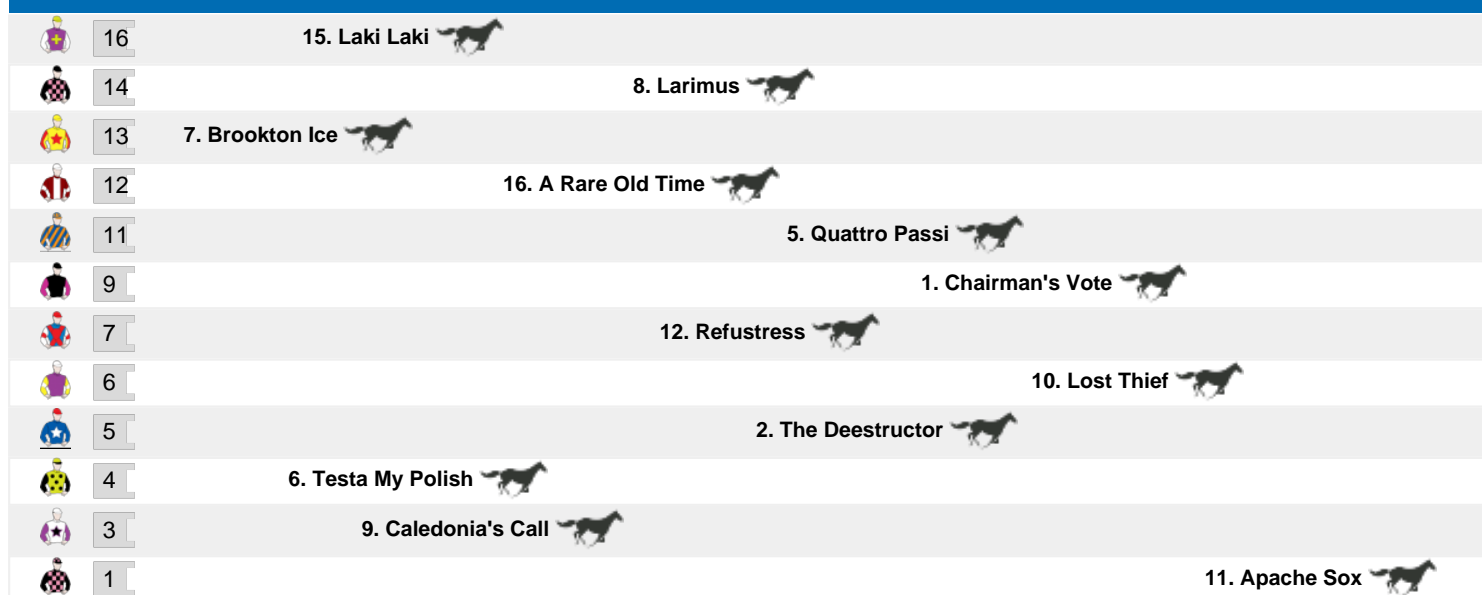 16 15. Laki Laki
14 8. Larimus
13 7. Brookton Ice
12 16. A Rare Old Time
11 5. Quattro Passi
9 1. Chairman's Vote
7 12. Refustress
6 10. Lost Thief
5 2. The Deestructor
4 6. Testa My Polish
3 9. Caledonia's Call
1 11. Apache Sox